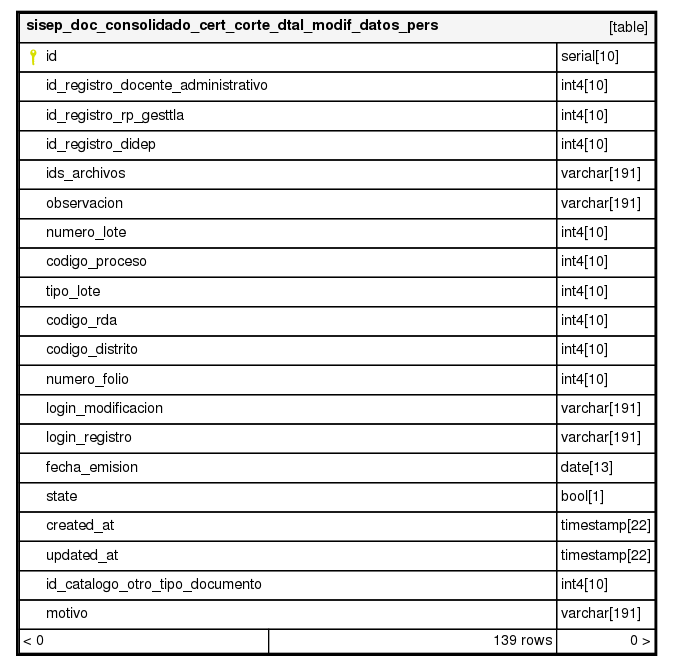 sisep_doc_consolidado_cert_corte_dtal_modif_datos_pers [table]
id serial[10]
id_registro_docente_administrativo int4[10]
id_registro_rp_gesttla int4[10]
id_registro_didep int4[10]
ids_archivos varchar[191]
observacion varchar[191]
numero_lote int4[10]
codigo_proceso int4[10]
tipo_lote int4[10]
codigo_rda int4[10]
codigo_distrito int4[10]
numero_folio int4[10]
login_modificacion varchar[191]
login_registro varchar[191]
fecha_emision date[13]
state bool[1]
created_at timestamp[22]
updated_at timestamp[22]
id_catalogo_otro_tipo_documento int4[10]
motivo varchar[191]
< 0 139 rows 0 >